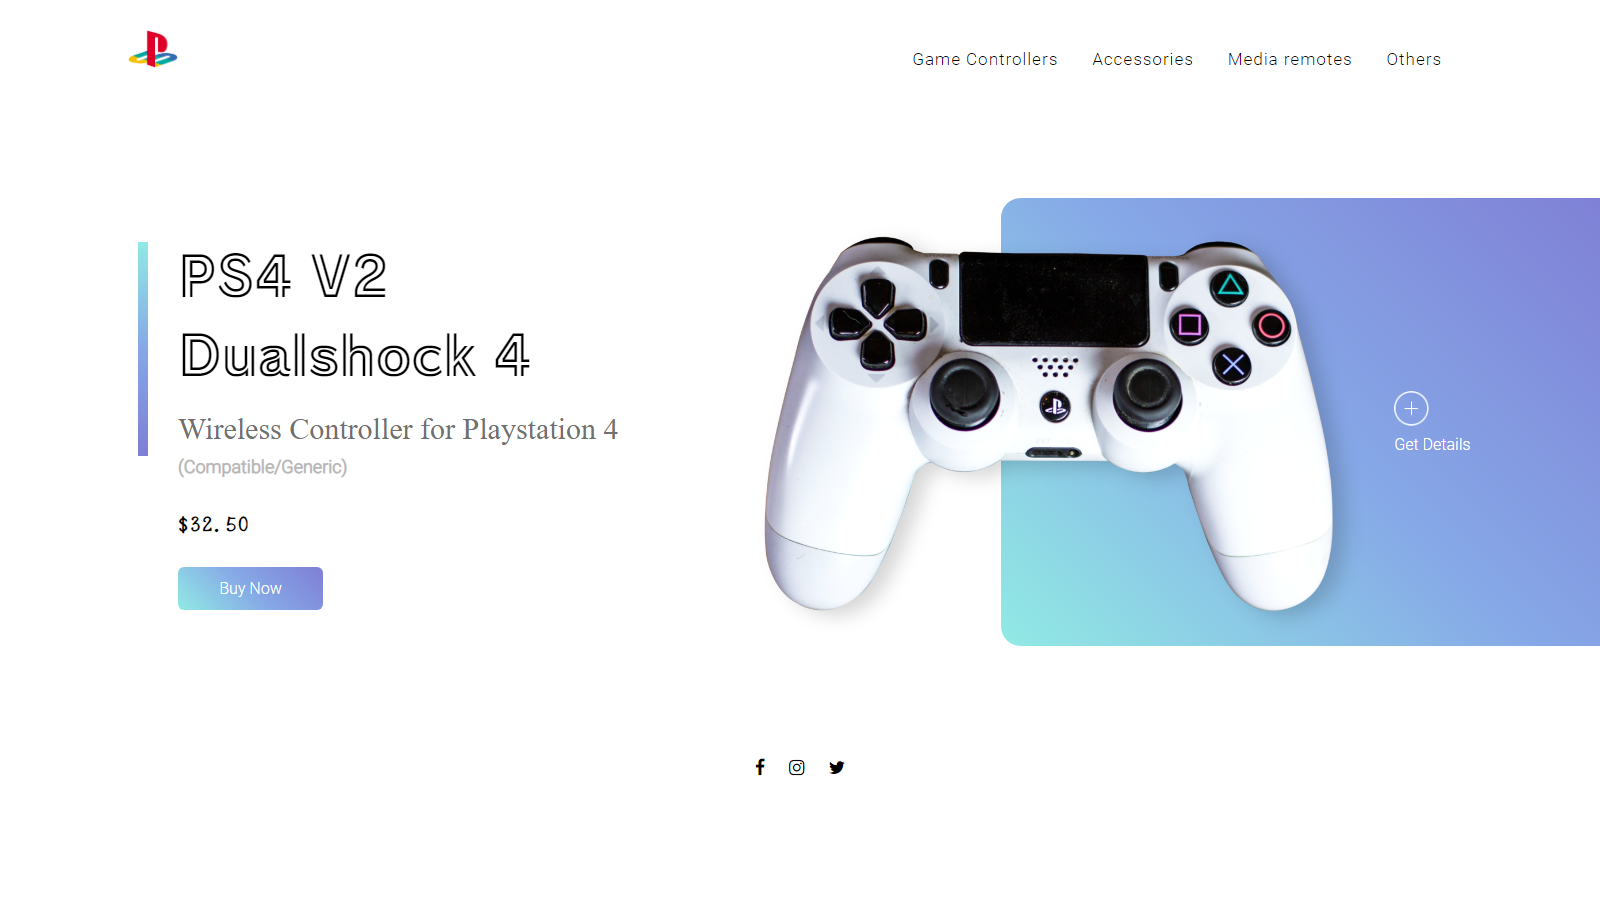 Game Controllers Accessories Media remotes Others
PS4 V2
Dualshock 4
Wireless Controller for Playstation 4
(Compatible/Generic)
$32.50
Buy Now
Get Details